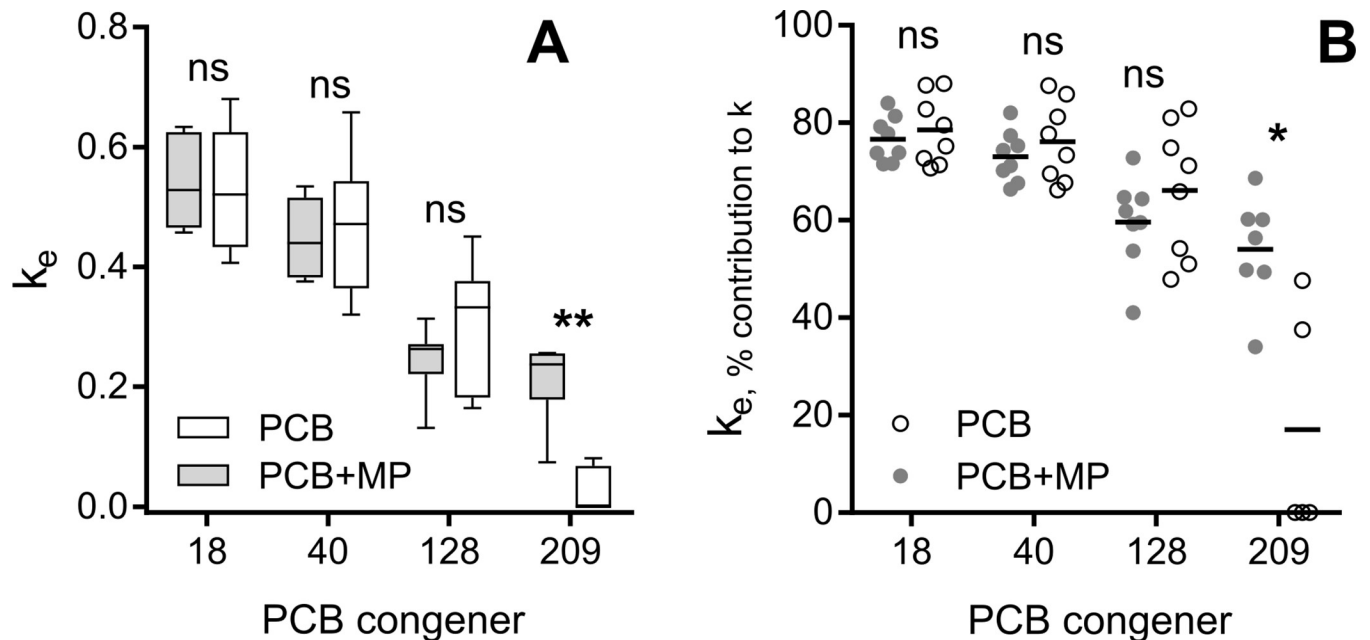 A
0.8
0.6
0.4
0.2
0.0
ke
ns
ns
ns
**
PCB
PCB+MP
18 40 128 209
PCB congener
B
100
80
60
40
20
0
ke, % contribution to k
ns
ns
ns
*
PCB
PCB+MP
18 40 128 209
PCB congener